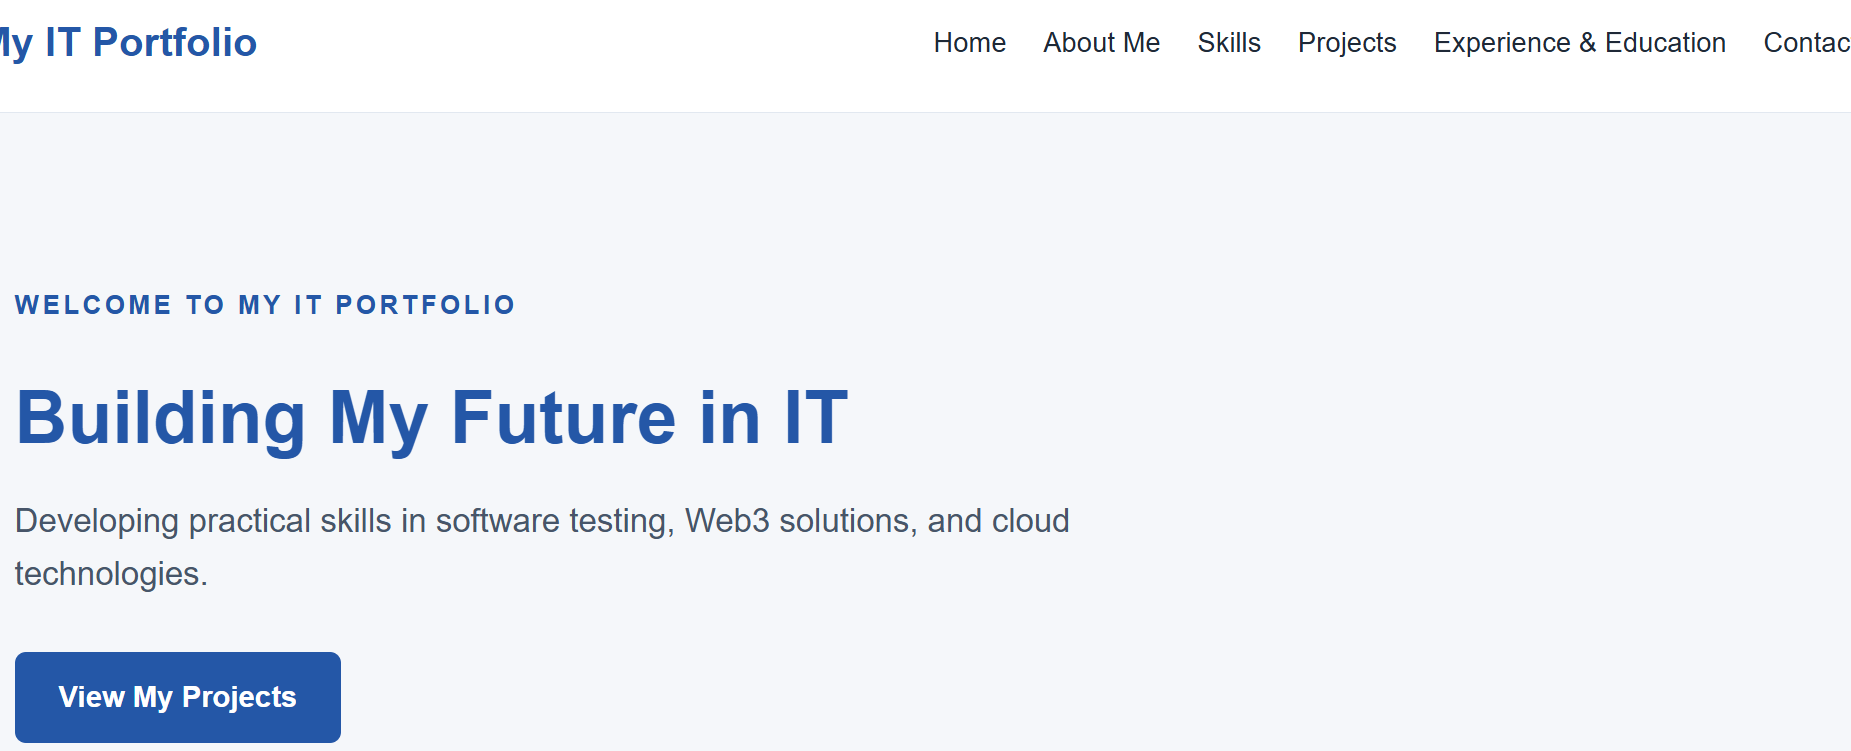 My IT Portfolio
Home About Me Skills Projects Experience & Education Contac
WELCOME TO MY IT PORTFOLIO
Building My Future in IT
Developing practical skills in software testing, Web3 solutions, and cloud
technologies.
View My Projects